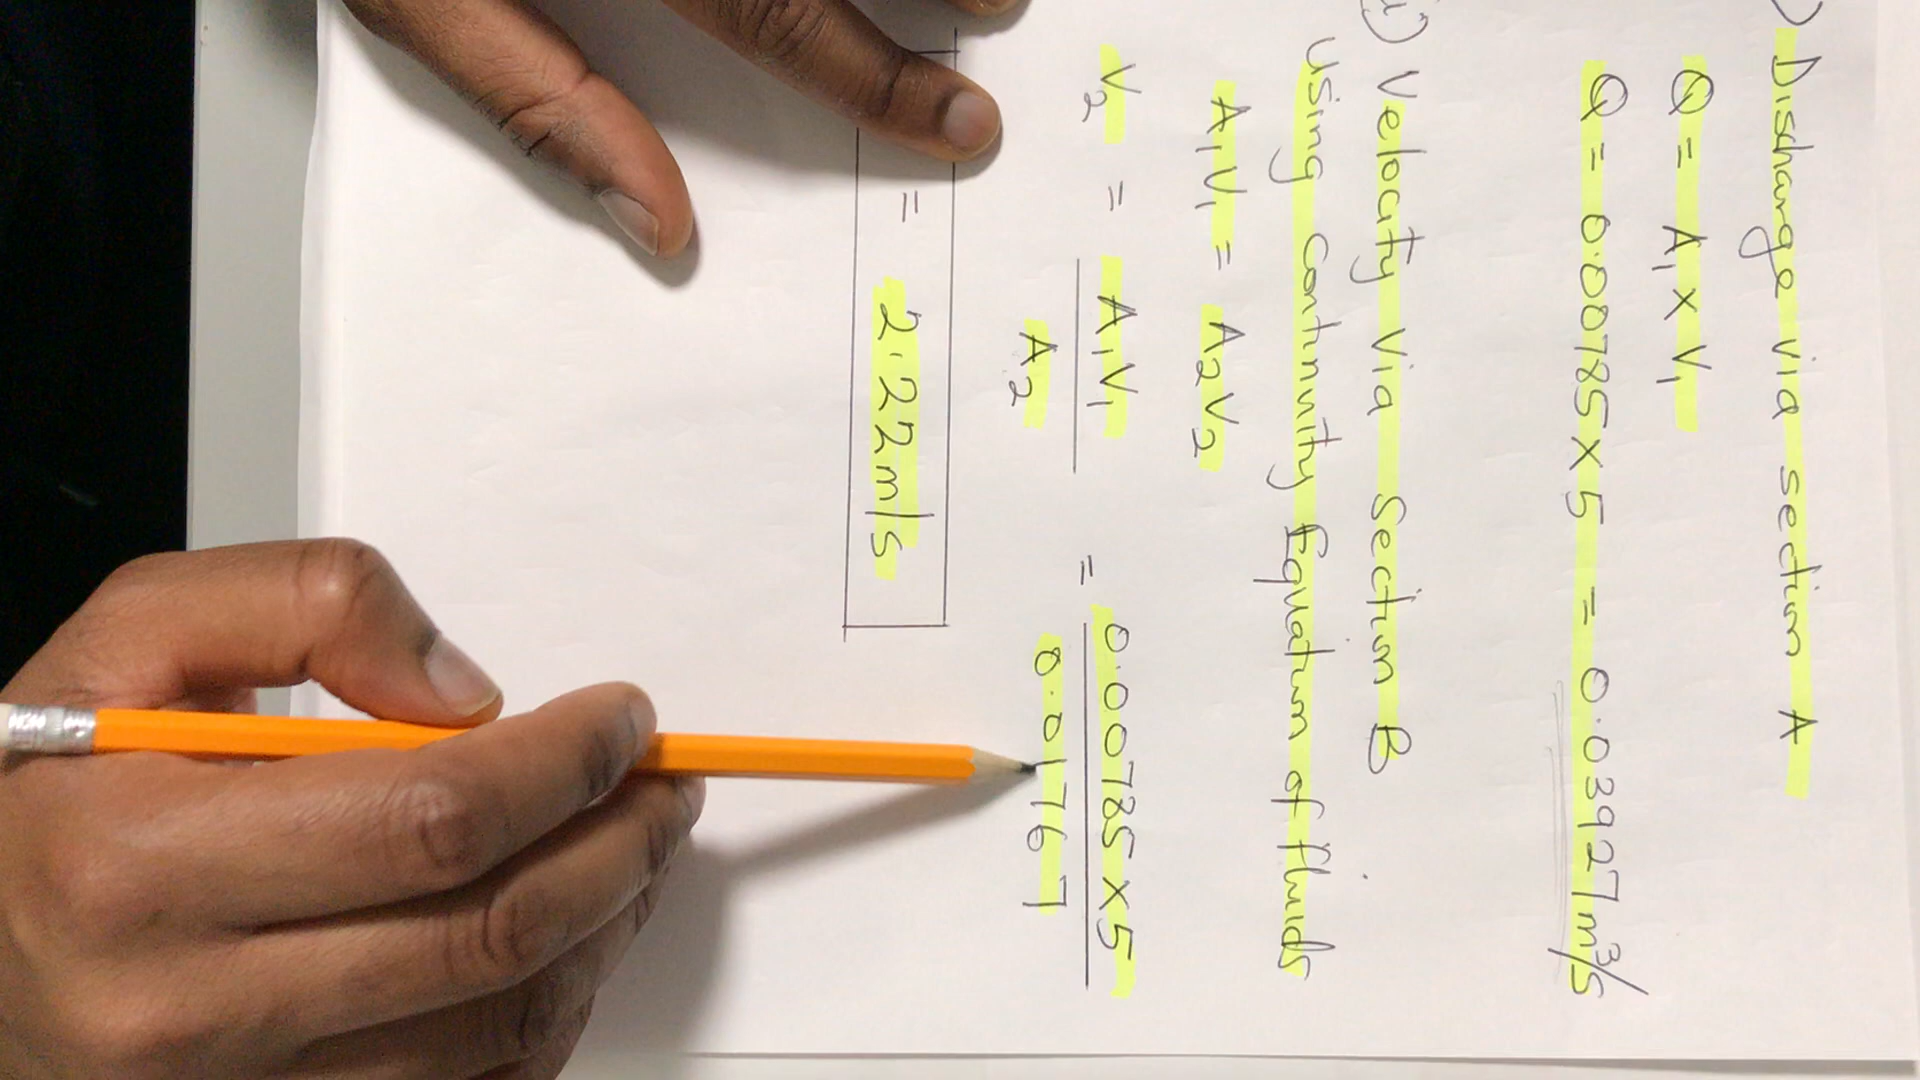 ) Discharge via section A
Q = A₁ x V₁
Q = 0.00785 x 5 = 0.03927 m³/s
) Velocity Via Section B
Using Continuity Equation of fluids
A₁V₁ = A₂V₂
V₂ = A₁V₁ / A₂ = 0.00785 x 5 / 0.01767
= 2.22m/s